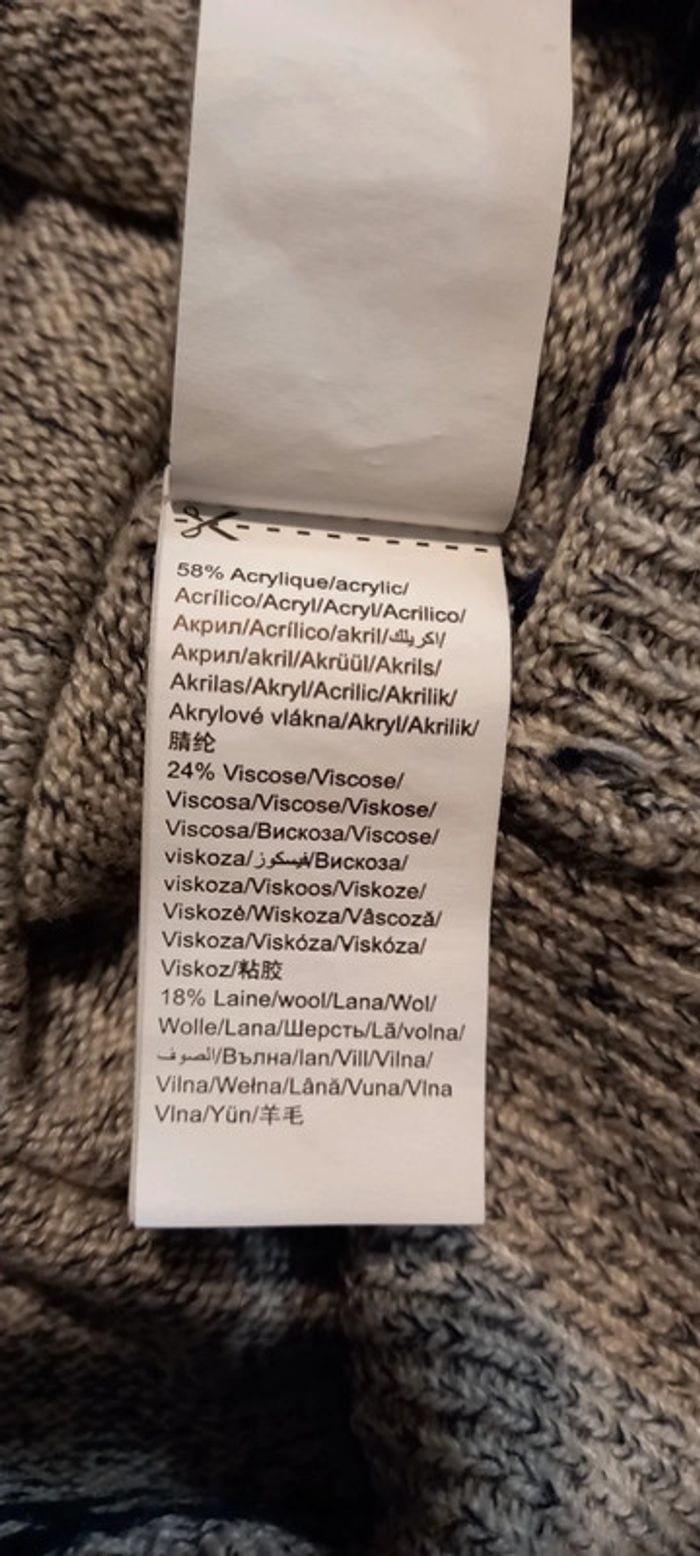 58% Acrylique/acrylic/
Acrílico/Acryl/Acryl/Acrilico/
Акрил/Acrílico/akril/اكريلك/
Акрил/akril/Akrüül/Akrils/
Akrilas/Akryl/Acrilic/Akrilik/
Akrylové vlákna/Akryl/Akrilik/
腈纶
24% Viscose/Viscose/
Viscosa/Viscose/Viskose/
Viscosa/Вискоза/Viscose/
viskoza/فيسكوز/Вискоза/
viskoza/Viskoos/Viskoze/
Viskozė/Wiskoza/Vâscoză/
Viskoza/Viskóza/Viskóza/
Viskoz/粘胶
18% Laine/wool/Lana/Wol/
Wolle/Lana/Шерсть/Lã/volna/
الصوف/Вълна/lan/Vill/Vilna/
Vilna/Wełna/Lână/Vuna/Vlna
Vlna/Yün/羊毛